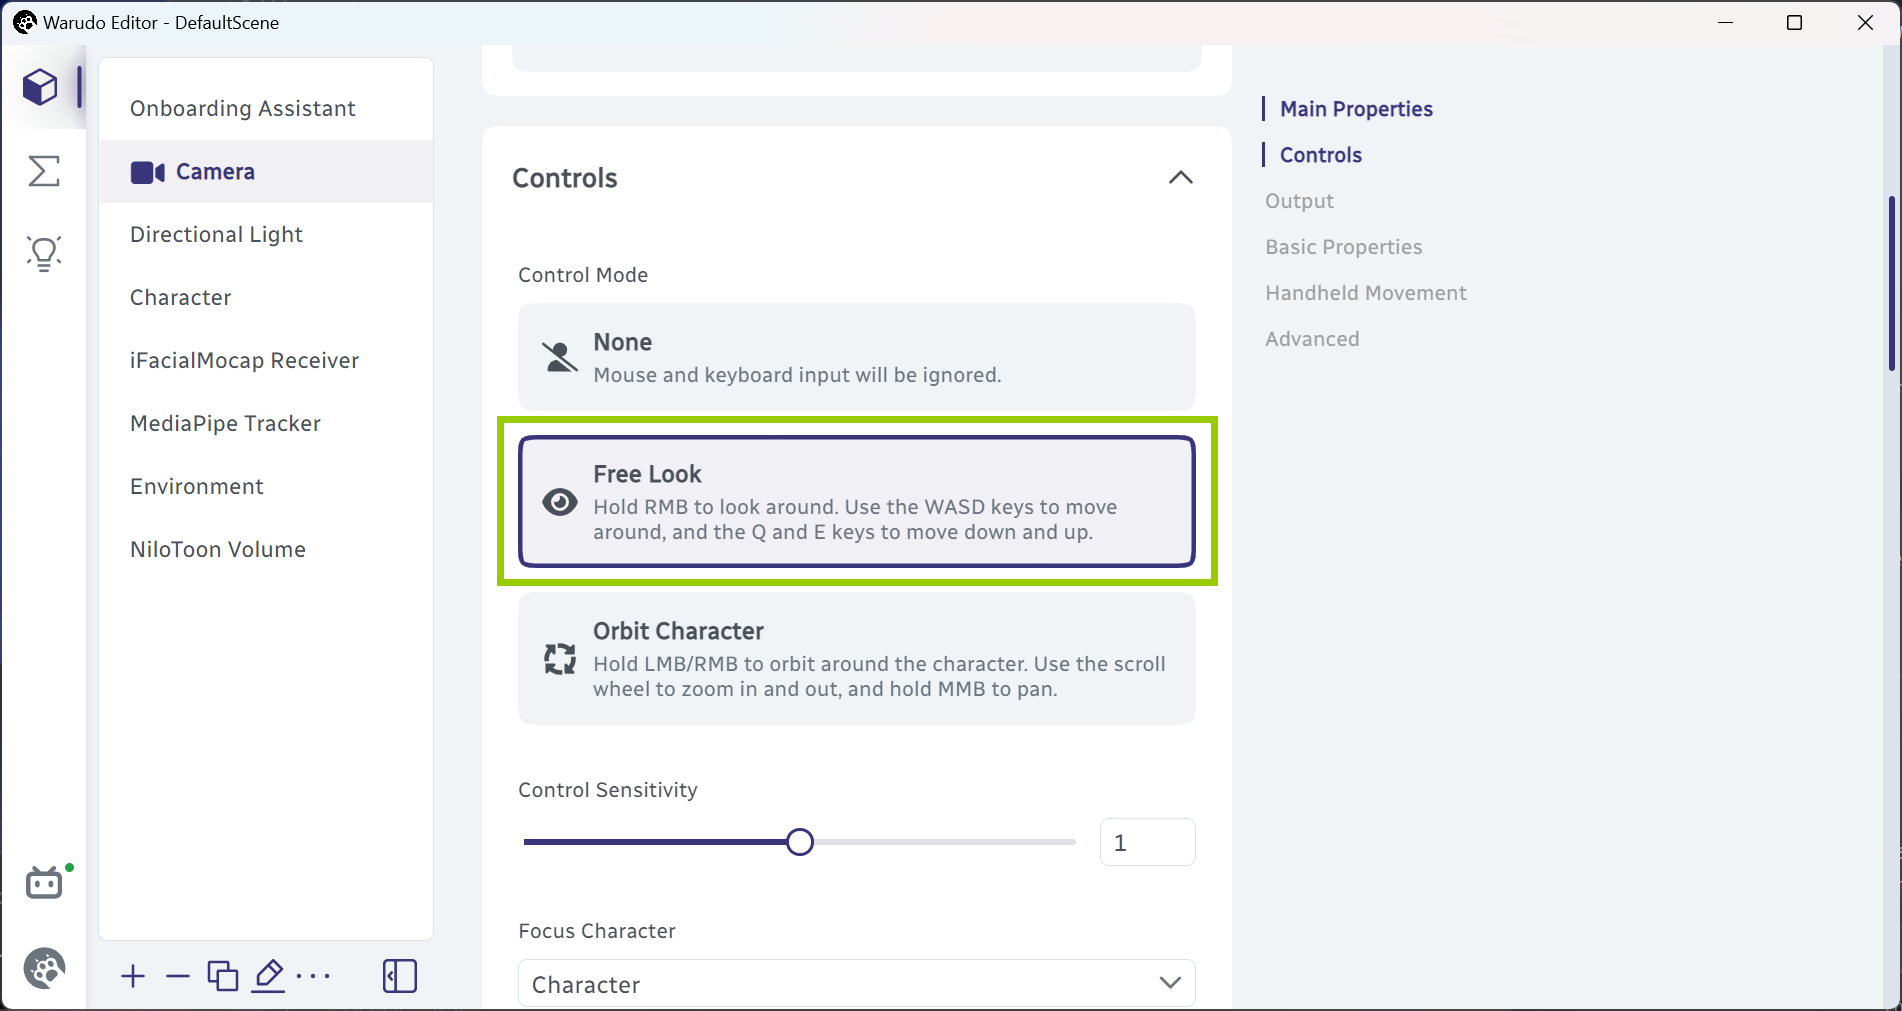 Warudo Editor - DefaultScene
Onboarding Assistant
Camera
Directional Light
Character
iFacialMocap Receiver
MediaPipe Tracker
Environment
NiloToon Volume
Controls
Control Mode
None
Mouse and keyboard input will be ignored.
Free Look
Hold RMB to look around. Use the WASD keys to move
around, and the Q and E keys to move down and up.
Orbit Character
Hold LMB/RMB to orbit around the character. Use the scroll
wheel to zoom in and out, and hold MMB to pan.
Control Sensitivity
1
Focus Character
Character
Main Properties
Controls
Output
Basic Properties
Handheld Movement
Advanced